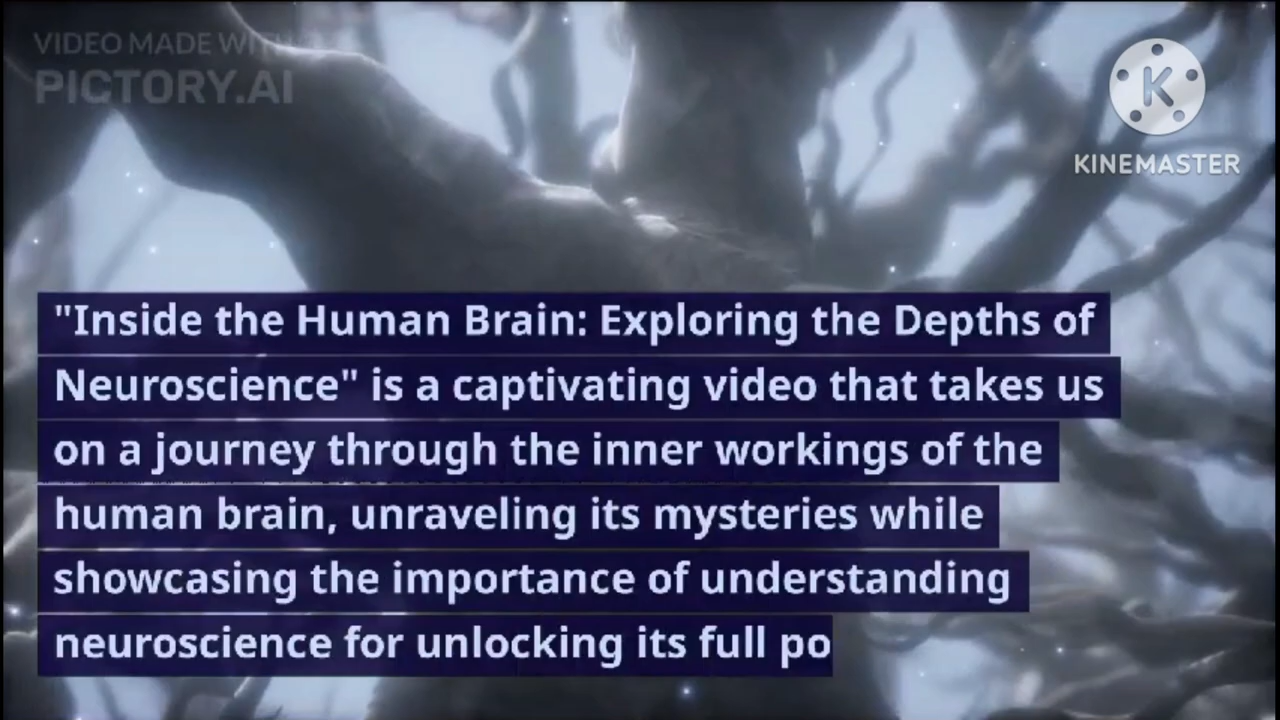 VIDEO MADE WITH
PICTORY.AI
K
KINEMASTER
"Inside the Human Brain: Exploring the Depths of
Neuroscience" is a captivating video that takes us
on a journey through the inner workings of the
human brain, unraveling its mysteries while
showcasing the importance of understanding
neuroscience for unlocking its full po